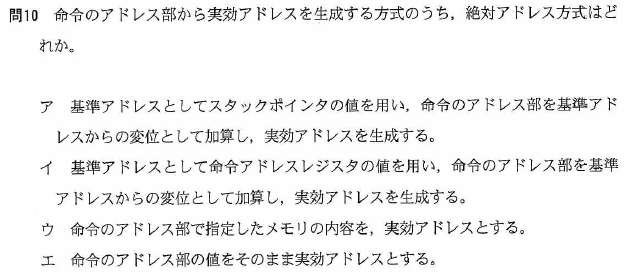 問10 命令のアドレス部から実効アドレスを生成する方式のうち，絶対アドレス方式はど
れか。
ア 基準アドレスとしてスタックポインタの値を用い，命令のアドレス部を基準アド
レスからの変位として加算し，実効アドレスを生成する。
イ 基準アドレスとして命令アドレスレジスタの値を用い，命令のアドレス部を基準
アドレスからの変位として加算し，実効アドレスを生成する。
ウ 命令のアドレス部で指定したメモリの内容を，実効アドレスとする。
エ 命令のアドレス部の値をそのまま実効アドレスとする。